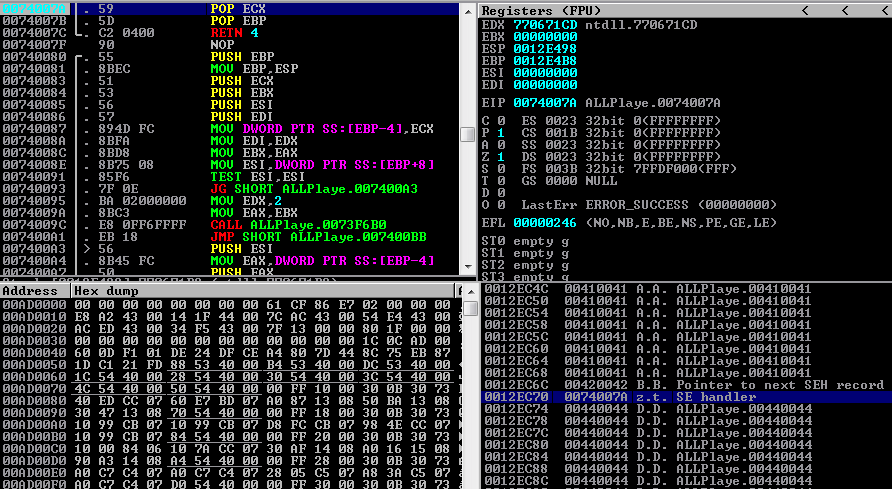 0074007A . 59 POP ECX
0074007B . 5D POP EBP
0074007C . C2 0400 RETN 4
0074007F 90 NOP
00740080 . 55 PUSH EBP
00740081 . 8BEC MOV EBP,ESP
00740083 . 51 PUSH ECX
00740084 . 53 PUSH EBX
00740085 . 56 PUSH ESI
00740086 . 57 PUSH EDI
00740087 . 894D FC MOV DWORD PTR SS:[EBP-4],ECX
0074008A . 8BFA MOV EDI,EDX
0074008C . 8BD8 MOV EBX,EAX
0074008E . 8B75 08 MOV ESI,DWORD PTR SS:[EBP+8]
00740091 . 85F6 TEST ESI,ESI
00740093 . 7F 0E JG SHORT ALLPlaye.007400A3
00740095 . BA 02000000 MOV EDX,2
0074009A . 8BC3 MOV EAX,EBX
0074009C . E8 0FF6FFFF CALL ALLPlaye.0073F6B0
007400A1 . EB 18 JMP SHORT ALLPlaye.007400BB
007400A3 > 56 PUSH ESI
007400A4 . 8B45 FC MOV EAX,DWORD PTR SS:[EBP-4]
007400A7 . 50 PUSH EAX
Registers (FPU) < < <
EDX 770671CD ntdll.770671CD
EBX 00000000
ESP 0012E498
EBP 0012E4B8
ESI 00000000
EDI 00000000
EIP 0074007A ALLPlaye.0074007A
C 0 ES 0023 32bit 0(FFFFFFFF)
P 1 CS 001B 32bit 0(FFFFFFFF)
A 0 SS 0023 32bit 0(FFFFFFFF)
Z 1 DS 0023 32bit 0(FFFFFFFF)
S 0 FS 003B 32bit 7FFDF000(FFF)
T 0 GS 0000 NULL
D 0
O 0 LastErr ERROR_SUCCESS (00000000)
EFL 00000246 (NO,NB,E,BE,NS,PE,GE,LE)
ST0 empty g
ST1 empty g
ST2 empty g
ST3 empty g
Address Hex dump
00AD0000 00 00 00 00 00 00 00 00 61 CF 86 E7 02 00 00 00
00AD0010 E8 A2 43 00 14 1F 44 00 7C AC 43 00 54 E4 43 00
00AD0020 AC ED 43 00 34 F5 43 00 7F 13 00 00 80 1F 00 00
00AD0030 00 00 00 00 00 00 00 00 00 00 00 00 1C 0C AD 00
00AD0040 60 0D F1 01 DE 24 DF CE A4 80 7D 44 8C 75 EB 87
00AD0050 1D C1 21 FD 88 53 40 00 B4 53 40 00 DC 53 40 00
00AD0060 1C 54 40 00 28 54 40 00 30 54 40 00 3C 54 40 00
00AD0070 4C 54 40 00 50 54 40 00 00 FF 10 00 30 0B 30 73
00AD0080 40 ED CC 07 60 E7 BD 07 A0 87 13 08 50 BA 13 08
00AD0090 30 47 13 08 70 54 40 00 00 FF 18 00 30 0B 30 73
00AD00A0 10 99 CB 07 10 99 CB 07 D8 FC CB 07 98 4E CC 07
00AD00B0 10 99 CB 07 84 54 40 00 00 FF 20 00 30 0B 30 73
00AD00C0 10 00 84 06 10 7A CC 07 30 AF 14 08 A0 16 15 08
00AD00D0 90 A3 14 08 A4 54 40 00 00 FF 28 00 30 0B 30 73
00AD00E0 A0 C7 C4 07 A0 C7 C4 07 28 05 C5 07 A8 3A C5 07
00AD00F0 A0 C7 C4 07 D0 54 40 00 00 FF 30 00 30 0B 30 73
0012EC4C 00410041 A.A. ALLPlaye.00410041
0012EC50 00410041 A.A. ALLPlaye.00410041
0012EC54 00410041 A.A. ALLPlaye.00410041
0012EC58 00410041 A.A. ALLPlaye.00410041
0012EC5C 00410041 A.A. ALLPlaye.00410041
0012EC60 00410041 A.A. ALLPlaye.00410041
0012EC64 00410041 A.A. ALLPlaye.00410041
0012EC68 00410041 A.A. ALLPlaye.00410041
0012EC6C 00420042 B.B. Pointer to next SEH record
0012EC70 0074007A z.t. SE handler
0012EC74 00440044 D.D. ALLPlaye.00440044
0012EC78 00440044 D.D. ALLPlaye.00440044
0012EC7C 00440044 D.D. ALLPlaye.00440044
0012EC80 00440044 D.D. ALLPlaye.00440044
0012EC84 00440044 D.D. ALLPlaye.00440044
0012EC88 00440044 D.D. ALLPlaye.00440044
0012EC8C 00440044 D.D. ALLPlaye.00440044